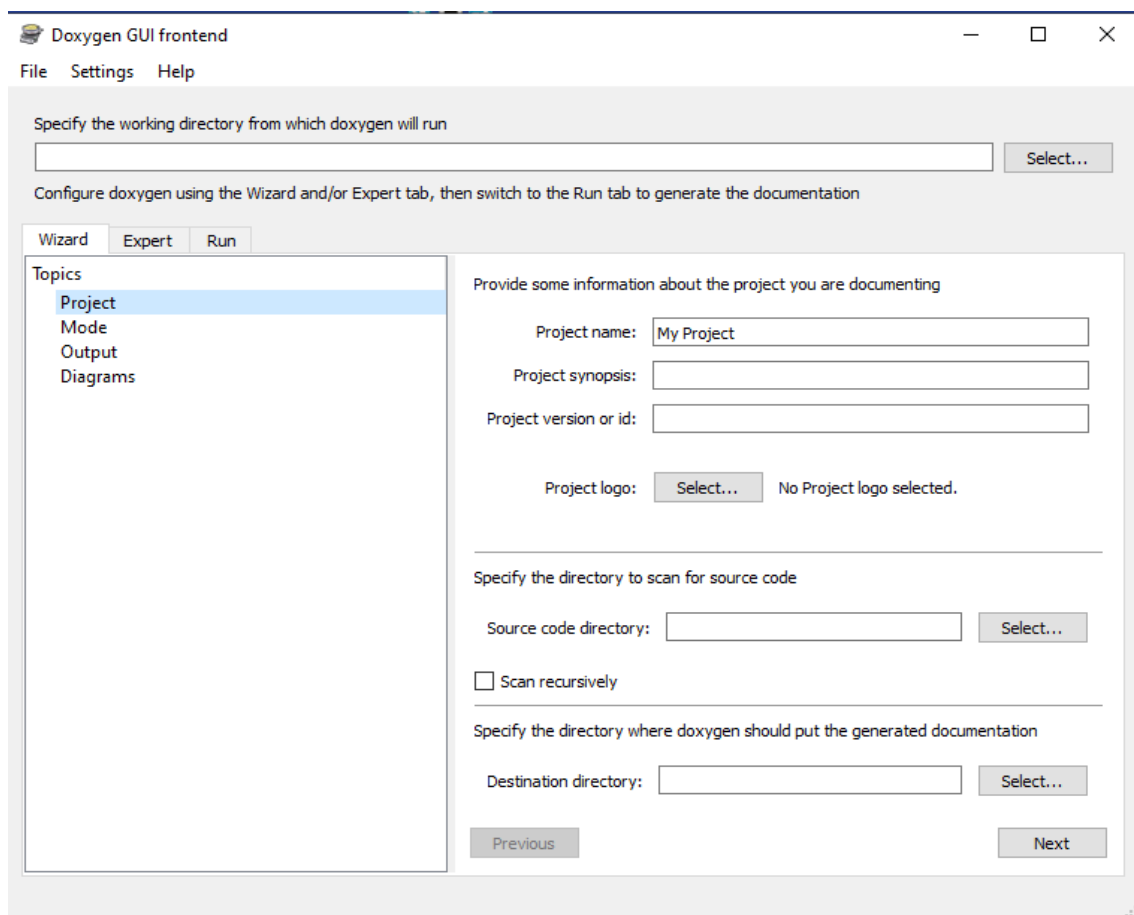 Doxygen GUI frontend
File Settings Help
Specify the working directory from which doxygen will run
Select...
Configure doxygen using the Wizard and/or Expert tab, then switch to the Run tab to generate the documentation
Wizard Expert Run
Topics
Project
Mode
Output
Diagrams
Provide some information about the project you are documenting
Project name: My Project
Project synopsis:
Project version or id:
Project logo: Select... No Project logo selected.
Specify the directory to scan for source code
Source code directory: Select...
Scan recursively
Specify the directory where doxygen should put the generated documentation
Destination directory: Select...
Previous Next